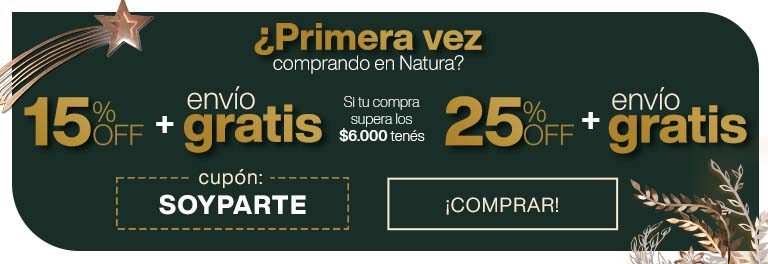 ¿Primera vez
comprando en Natura?
15% OFF + envío gratis
Si tu compra
supera los
$6.000 tenés
25% OFF + envío gratis
cupón:
SOYPARTE
¡COMPRAR!